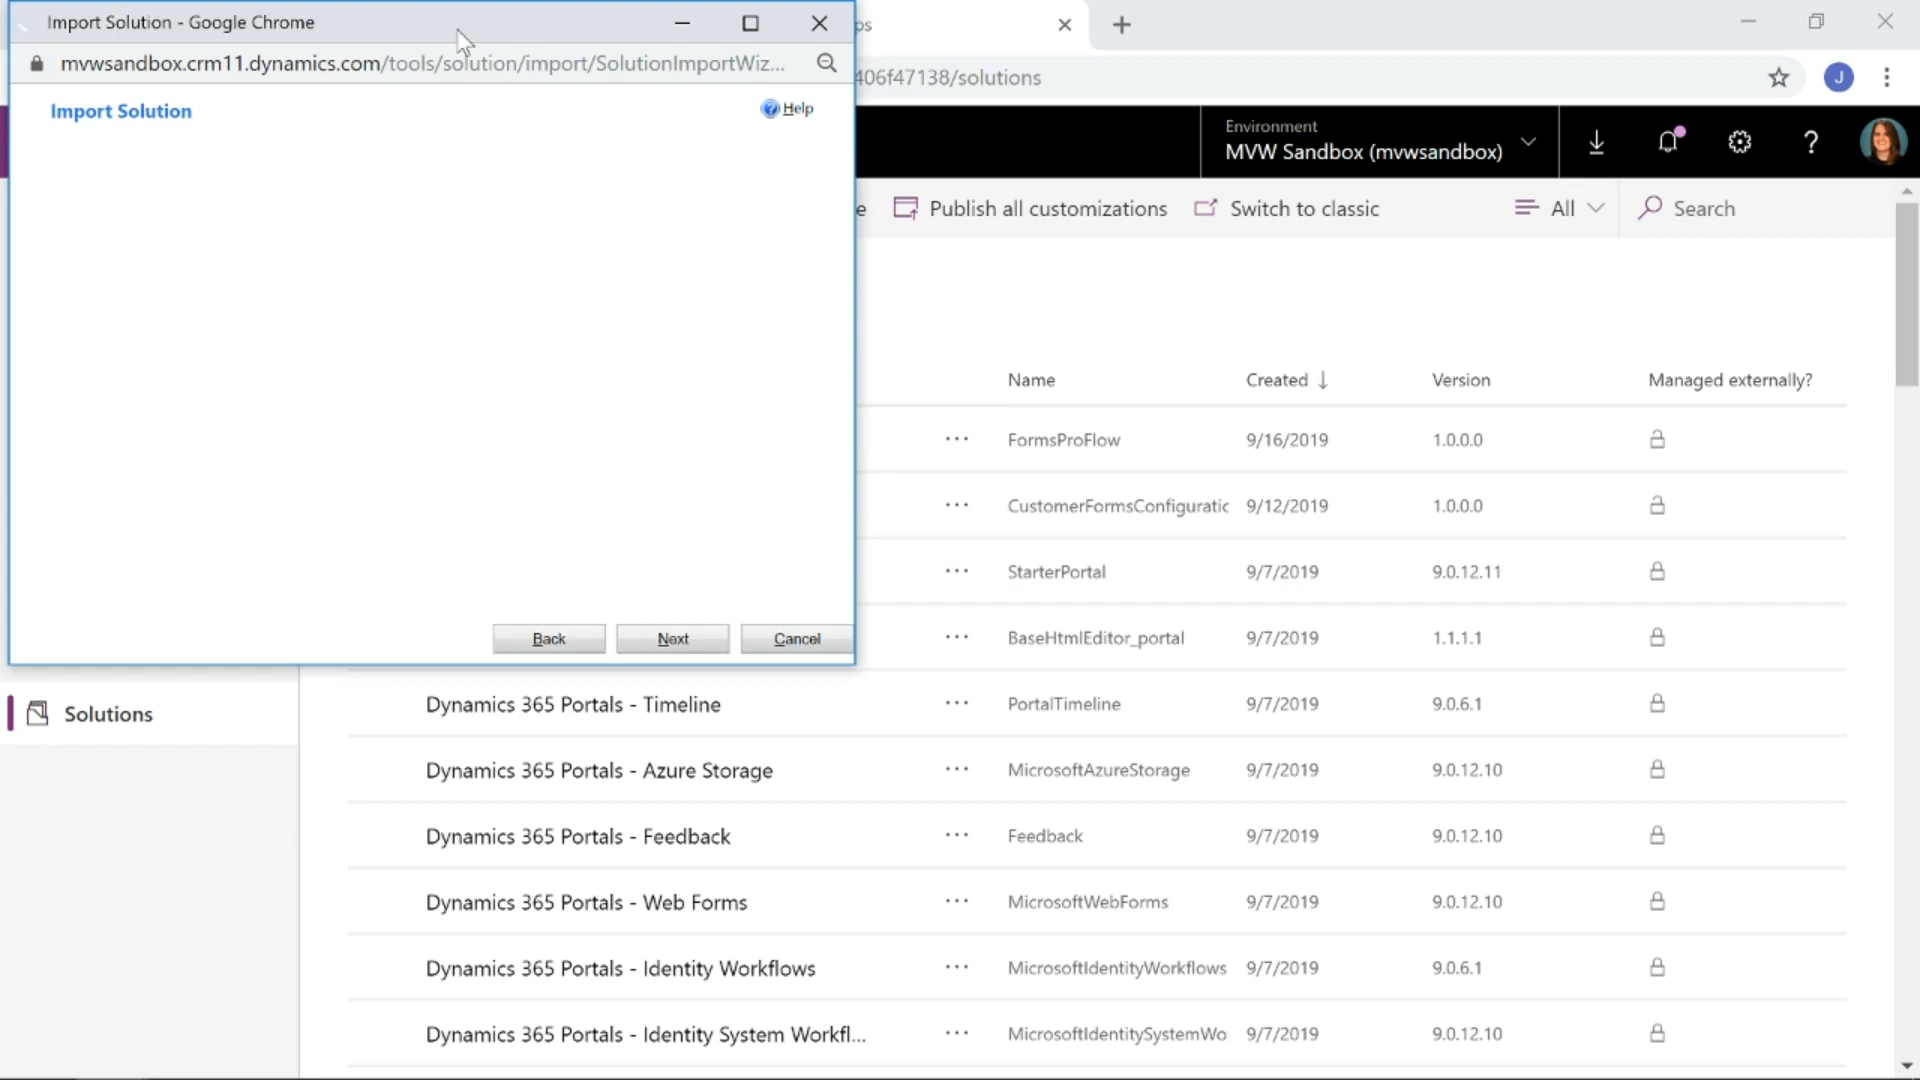 Import Solution - Google Chrome
ps
mvwsandbox.crm11.dynamics.com/tools/solution/import/SolutionImportWiz...
406f47138/solutions
J
Import Solution
Help
Environment
MVW Sandbox (mvwsandbox)
?
e
Publish all customizations
Switch to classic
All
Search
Name
Created ↓
Version
Managed externally?
... FormsProFlow 9/16/2019 1.0.0.0
... CustomerFormsConfiguratic 9/12/2019 1.0.0.0
... StarterPortal 9/7/2019 9.0.12.11
... BaseHtmlEditor_portal 9/7/2019 1.1.1.1
Back
Next
Cancel
Solutions
Dynamics 365 Portals - Timeline ... PortalTimeline 9/7/2019 9.0.6.1
Dynamics 365 Portals - Azure Storage ... MicrosoftAzureStorage 9/7/2019 9.0.12.10
Dynamics 365 Portals - Feedback ... Feedback 9/7/2019 9.0.12.10
Dynamics 365 Portals - Web Forms ... MicrosoftWebForms 9/7/2019 9.0.12.10
Dynamics 365 Portals - Identity Workflows ... MicrosoftIdentityWorkflows 9/7/2019 9.0.6.1
Dynamics 365 Portals - Identity System Workfl... ... MicrosoftIdentitySystemWo 9/7/2019 9.0.12.10